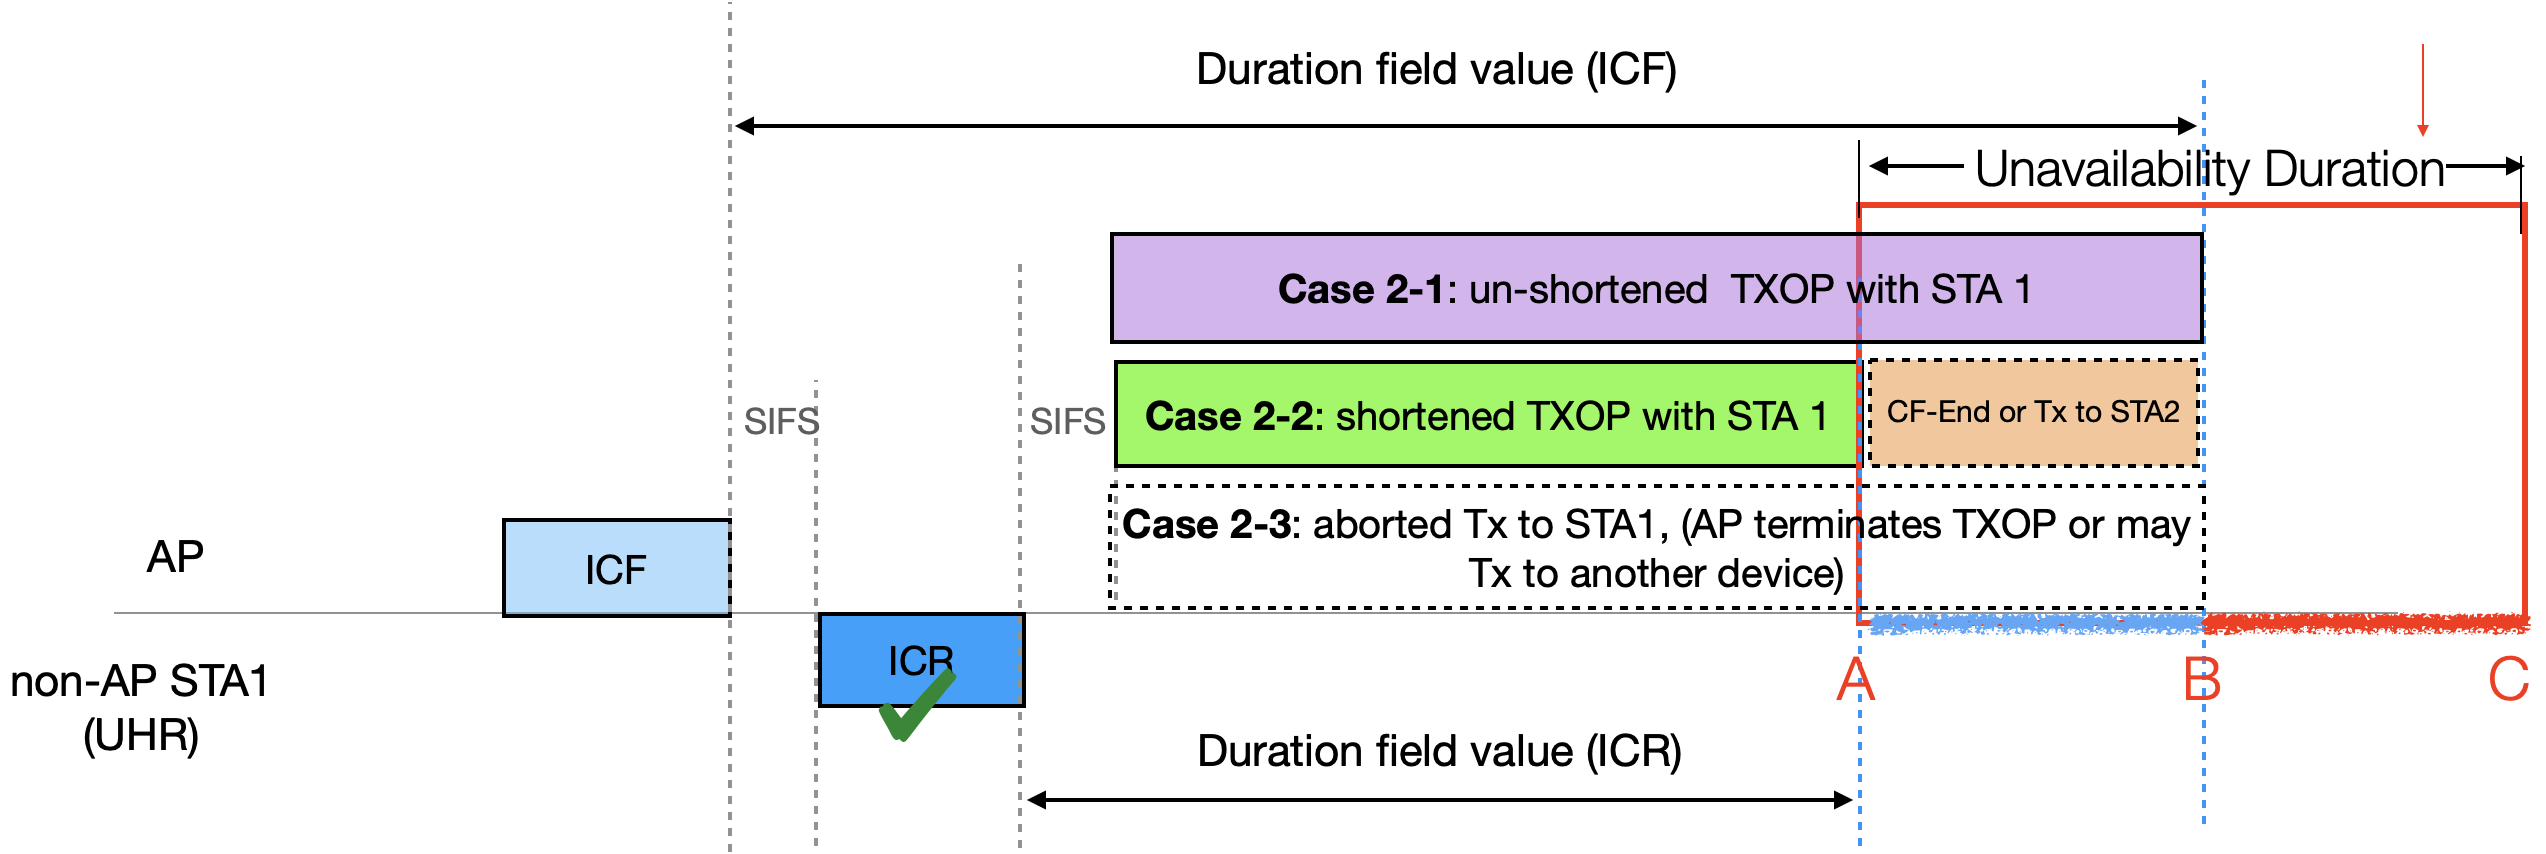 Duration field value (ICF)
Unavailability Duration
Case 2-1: un-shortened TXOP with STA 1
SIFS
SIFS
Case 2-2: shortened TXOP with STA 1
CF-End or Tx to STA2
Case 2-3: aborted Tx to STA1, (AP terminates TXOP or may
Tx to another device)
AP
ICF
ICR
non-AP STA1
(UHR)
A
B
C
Duration field value (ICR)